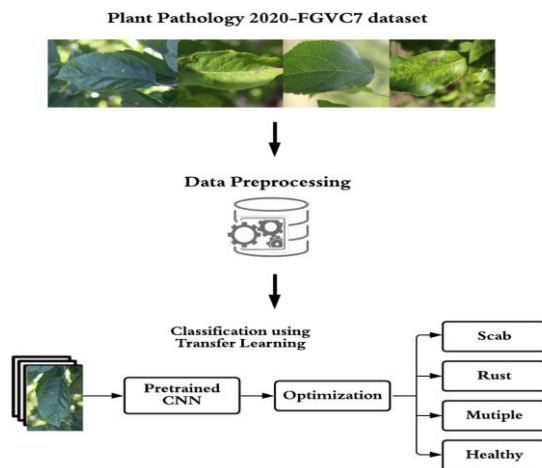 Plant Pathology 2020-FGVC7 dataset
Data Preprocessing
Classification using
Transfer Learning
Pretrained
CNN
Optimization
Scab
Rust
Mutiple
Healthy